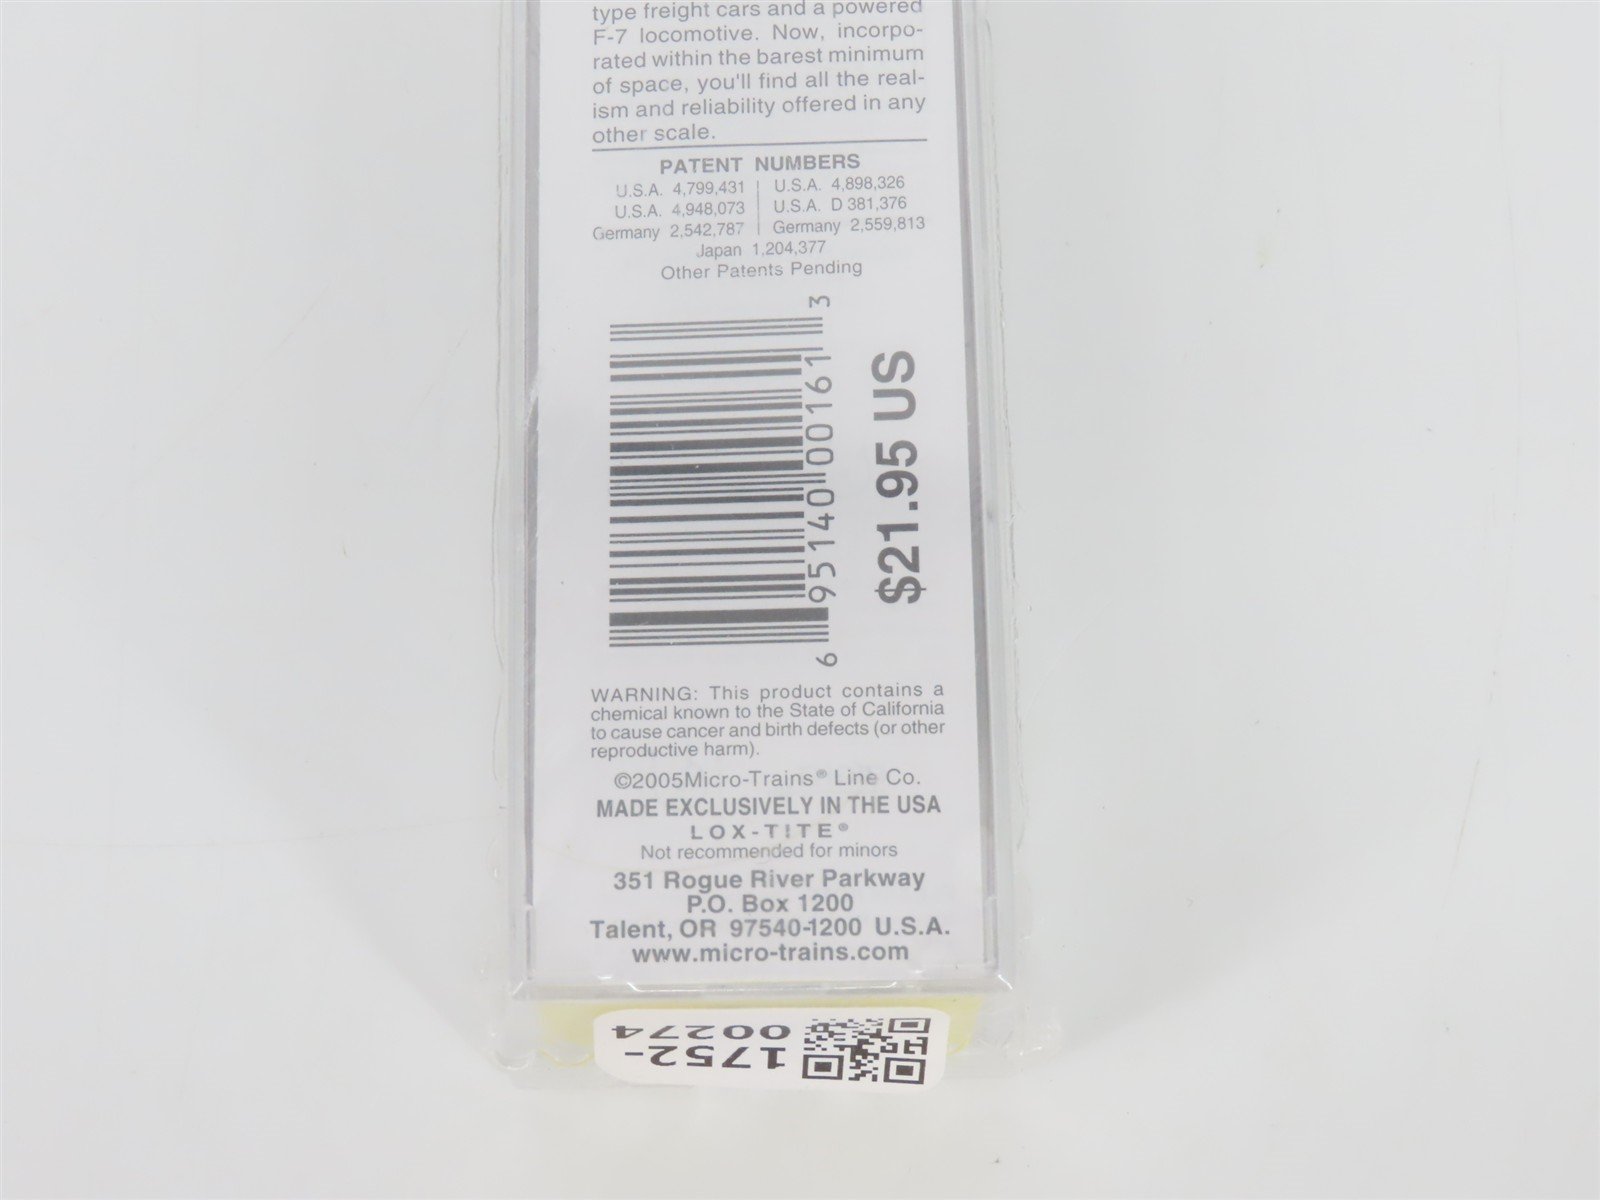 type freight cars and a powered
F-7 locomotive. Now, incorpo-
rated within the barest minimum
of space, you'll find all the real-
ism and reliability offered in any
other scale.
PATENT NUMBERS
U.S.A. 4,799,431 | U.S.A. 4,898,326
U.S.A. 4,948,073 | U.S.A. D 381,376
Germany 2,542,787 | Germany 2,559,813
Japan 1,204,377
Other Patents Pending
6 95140 00161 3
$21.95 US
WARNING: This product contains a
chemical known to the State of California
to cause cancer and birth defects (or other
reproductive harm).
©2005Micro-Trains® Line Co.
MADE EXCLUSIVELY IN THE USA
LOX-TITE®
Not recommended for minors
351 Rogue River Parkway
P.O. Box 1200
Talent, OR 97540-1200 U.S.A.
www.micro-trains.com
1752-
00274